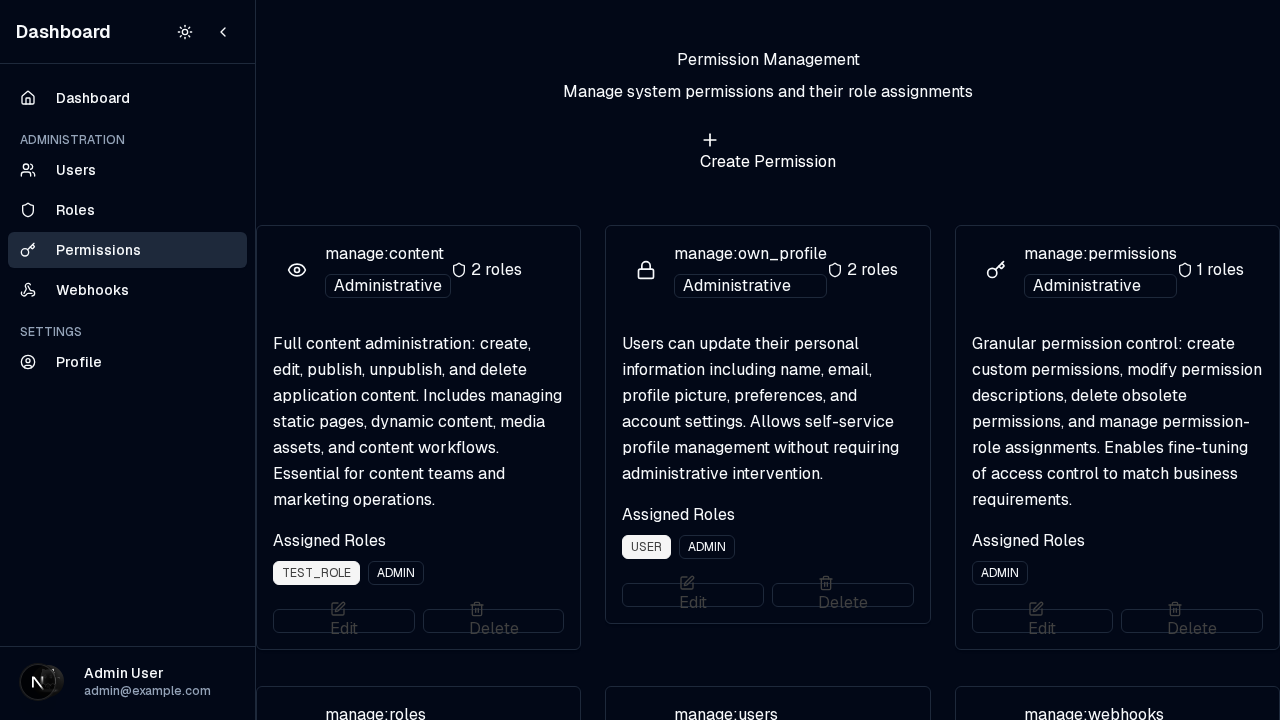 Dashboard
Dashboard
ADMINISTRATION
Users
Roles
Permissions
Webhooks
SETTINGS
Profile
Admin User
admin@example.com
Permission Management
Manage system permissions and their role assignments
Create Permission
manage:content
Administrative
2 roles
Full content administration: create,
edit, publish, unpublish, and delete
application content. Includes managing
static pages, dynamic content, media
assets, and content workflows.
Essential for content teams and
marketing operations.
Assigned Roles
TEST_ROLE ADMIN
Edit Delete
manage:own_profile
Administrative
2 roles
Users can update their personal
information including name, email,
profile picture, preferences, and
account settings. Allows self-service
profile management without requiring
administrative intervention.
Assigned Roles
USER ADMIN
Edit Delete
manage:permissions
Administrative
1 roles
Granular permission control: create
custom permissions, modify permission
descriptions, delete obsolete
permissions, and manage permission-
role assignments. Enables fine-tuning
of access control to match business
requirements.
Assigned Roles
ADMIN
Edit Delete
manage:roles
manage:users
manage:webhooks